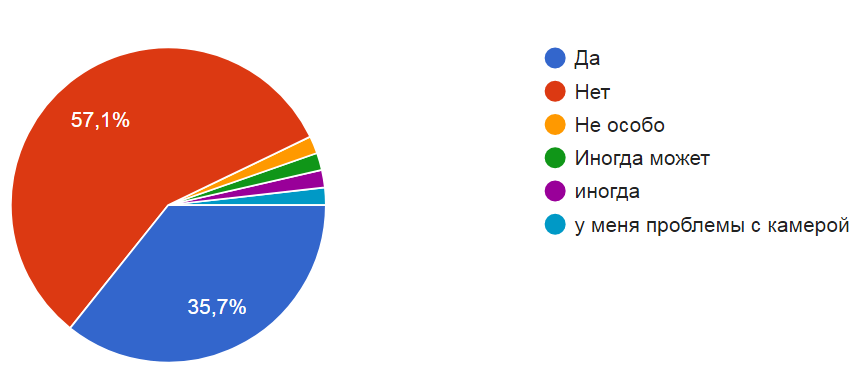 57,1%
35,7%
Да
Нет
Не особо
Иногда может
иногда
у меня проблемы с камерой